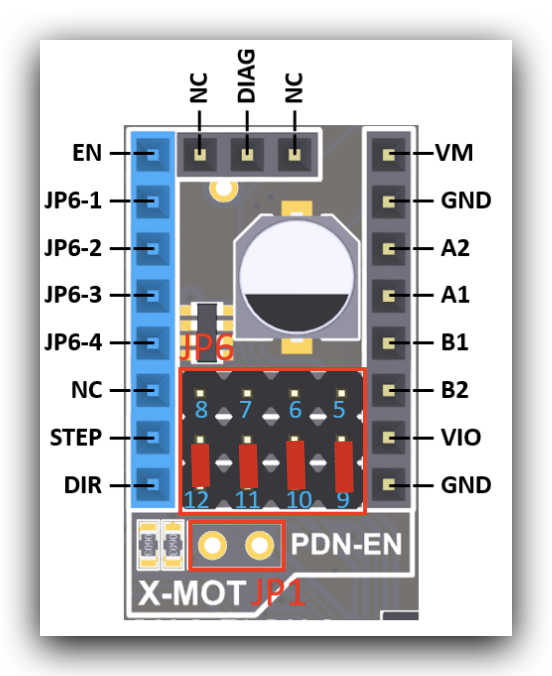 NC DIAG NC
EN
VM
JP6-1
GND
JP6-2
A2
JP6-3
A1
JP6-4
B1
JP6
NC
B2
8 7 6 5
STEP
VIO
DIR
GND
12 11 10 9
PDN-EN
X-MOT JP1